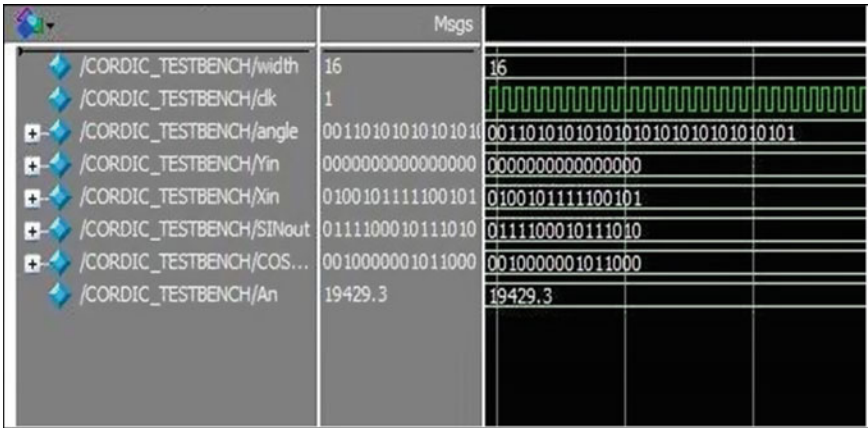 Msgs
/CORDIC_TESTBENCH/width 16 16
/CORDIC_TESTBENCH/clk 1
/CORDIC_TESTBENCH/angle 00110101010101010 00110101010101010101010101010101
/CORDIC_TESTBENCH/Yin 0000000000000000 0000000000000000
/CORDIC_TESTBENCH/Xin 0100101111100101 0100101111100101
/CORDIC_TESTBENCH/SINout 0111100010111010 0111100010111010
/CORDIC_TESTBENCH/COS... 0010000001011000 0010000001011000
/CORDIC_TESTBENCH/An 19429.3 19429.3